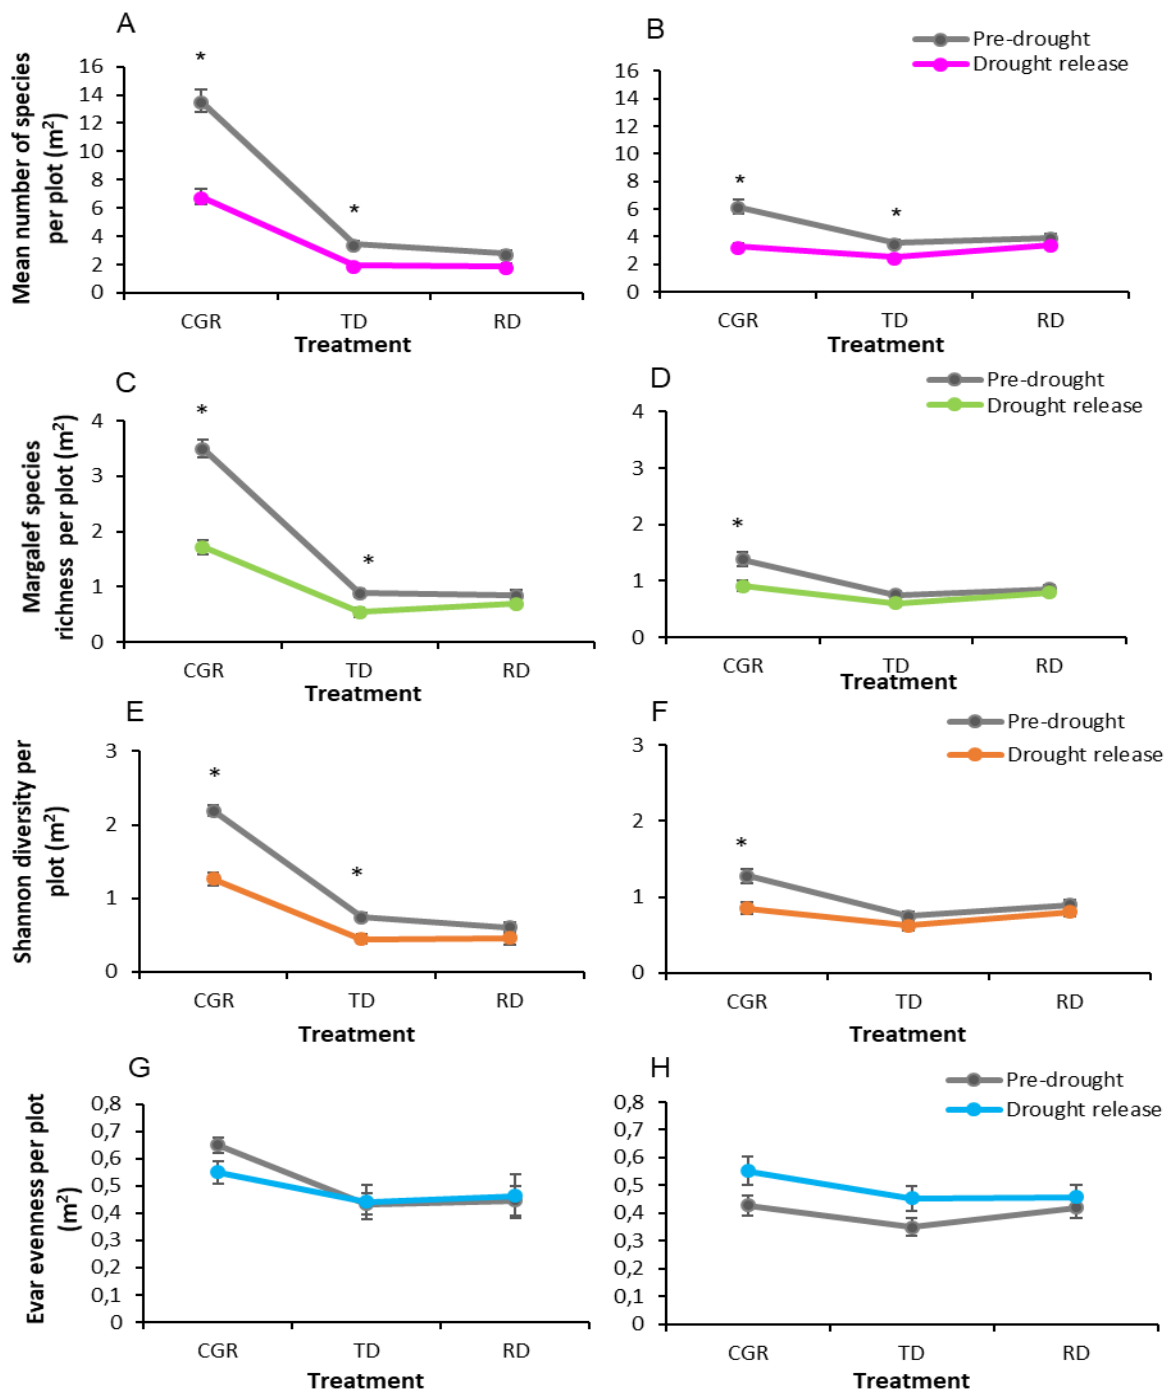 A
Mean number of species
per plot (m²)
16
14
12
10
8
6
4
2
0
*
*
CGR
TD
RD
Treatment
B
Pre-drought
Drought release
16
14
12
10
8
6
4
2
0
*
*
CGR
TD
RD
Treatment
C
Margalef species
richness per plot (m²)
4
3
2
1
0
*
*
CGR
TD
RD
Treatment
D
Pre-drought
Drought release
4
3
2
1
0
*
CGR
TD
RD
Treatment
E
Shannon diversity per
plot (m²)
3
2
1
0
*
*
CGR
TD
RD
Treatment
F
Pre-drought
Drought release
3
2
1
0
*
CGR
TD
RD
Treatment
G
Evar evenness per plot
(m²)
0,8
0,7
0,6
0,5
0,4
0,3
0,2
0,1
0
CGR
TD
RD
Treatment
H
Pre-drought
Drought release
0,8
0,7
0,6
0,5
0,4
0,3
0,2
0,1
0
CGR
TD
RD
Treatment